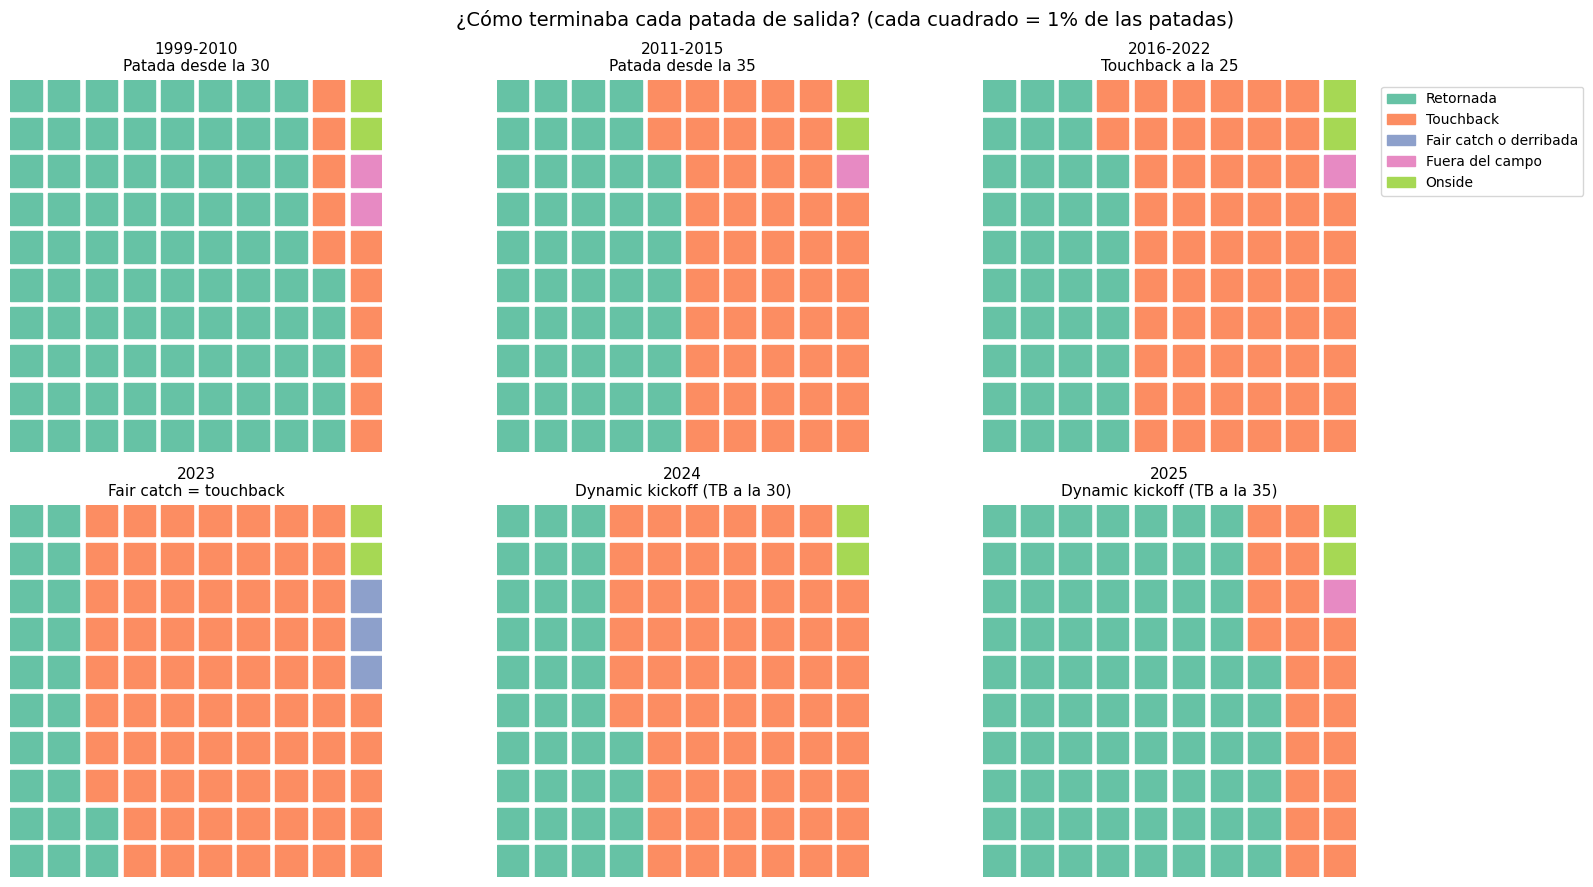 ¿Cómo terminaba cada patada de salida? (cada cuadrado = 1% de las patadas)
1999-2010
Patada desde la 30
2011-2015
Patada desde la 35
2016-2022
Touchback a la 25
Retornada
Touchback
Fair catch o derribada
Fuera del campo
Onside
2023
Fair catch = touchback
2024
Dynamic kickoff (TB a la 30)
2025
Dynamic kickoff (TB a la 35)